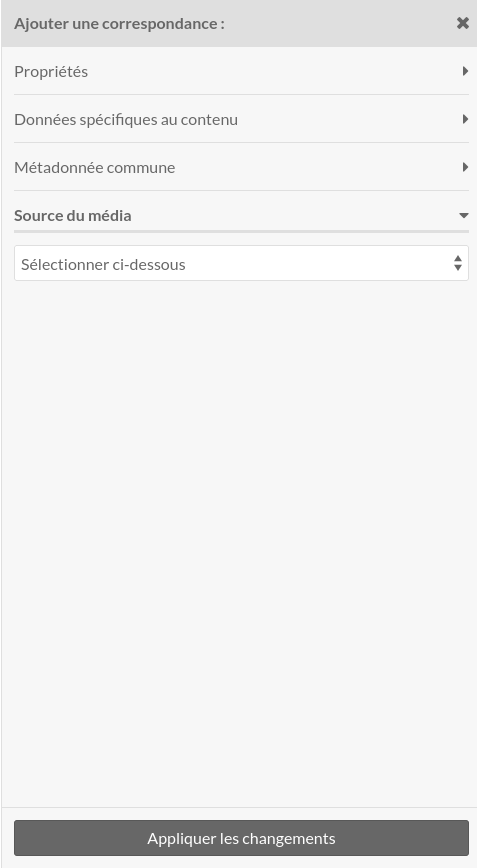 Ajouter une correspondance :
Propriétés
Données spécifiques au contenu
Métadonnée commune
Source du média
Sélectionner ci-dessous
Appliquer les changements